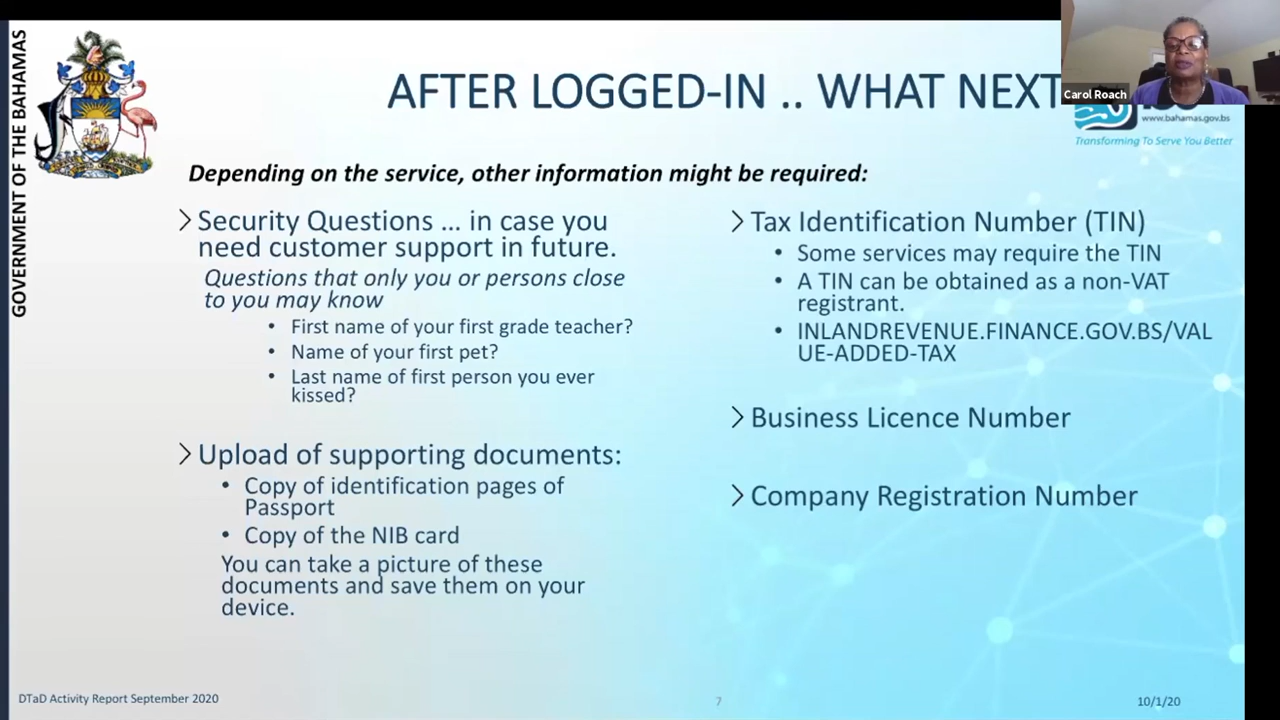 GOVERNMENT OF THE BAHAMAS
AFTER LOGGED-IN .. WHAT NEXT
Carol Roach
www.bahamas.gov.bs
Transforming To Serve You Better
Depending on the service, other information might be required:
Security Questions ... in case you
need customer support in future.
Questions that only you or persons close
to you may know
• First name of your first grade teacher?
• Name of your first pet?
• Last name of first person you ever
kissed?
Upload of supporting documents:
• Copy of identification pages of
Passport
• Copy of the NIB card
You can take a picture of these
documents and save them on your
device.
Tax Identification Number (TIN)
• Some services may require the TIN
• A TIN can be obtained as a non-VAT
registrant.
• INLANDREVENUE.FINANCE.GOV.BS/VAL
UE-ADDED-TAX
Business Licence Number
Company Registration Number
DTaD Activity Report September 2020
7
10/1/20